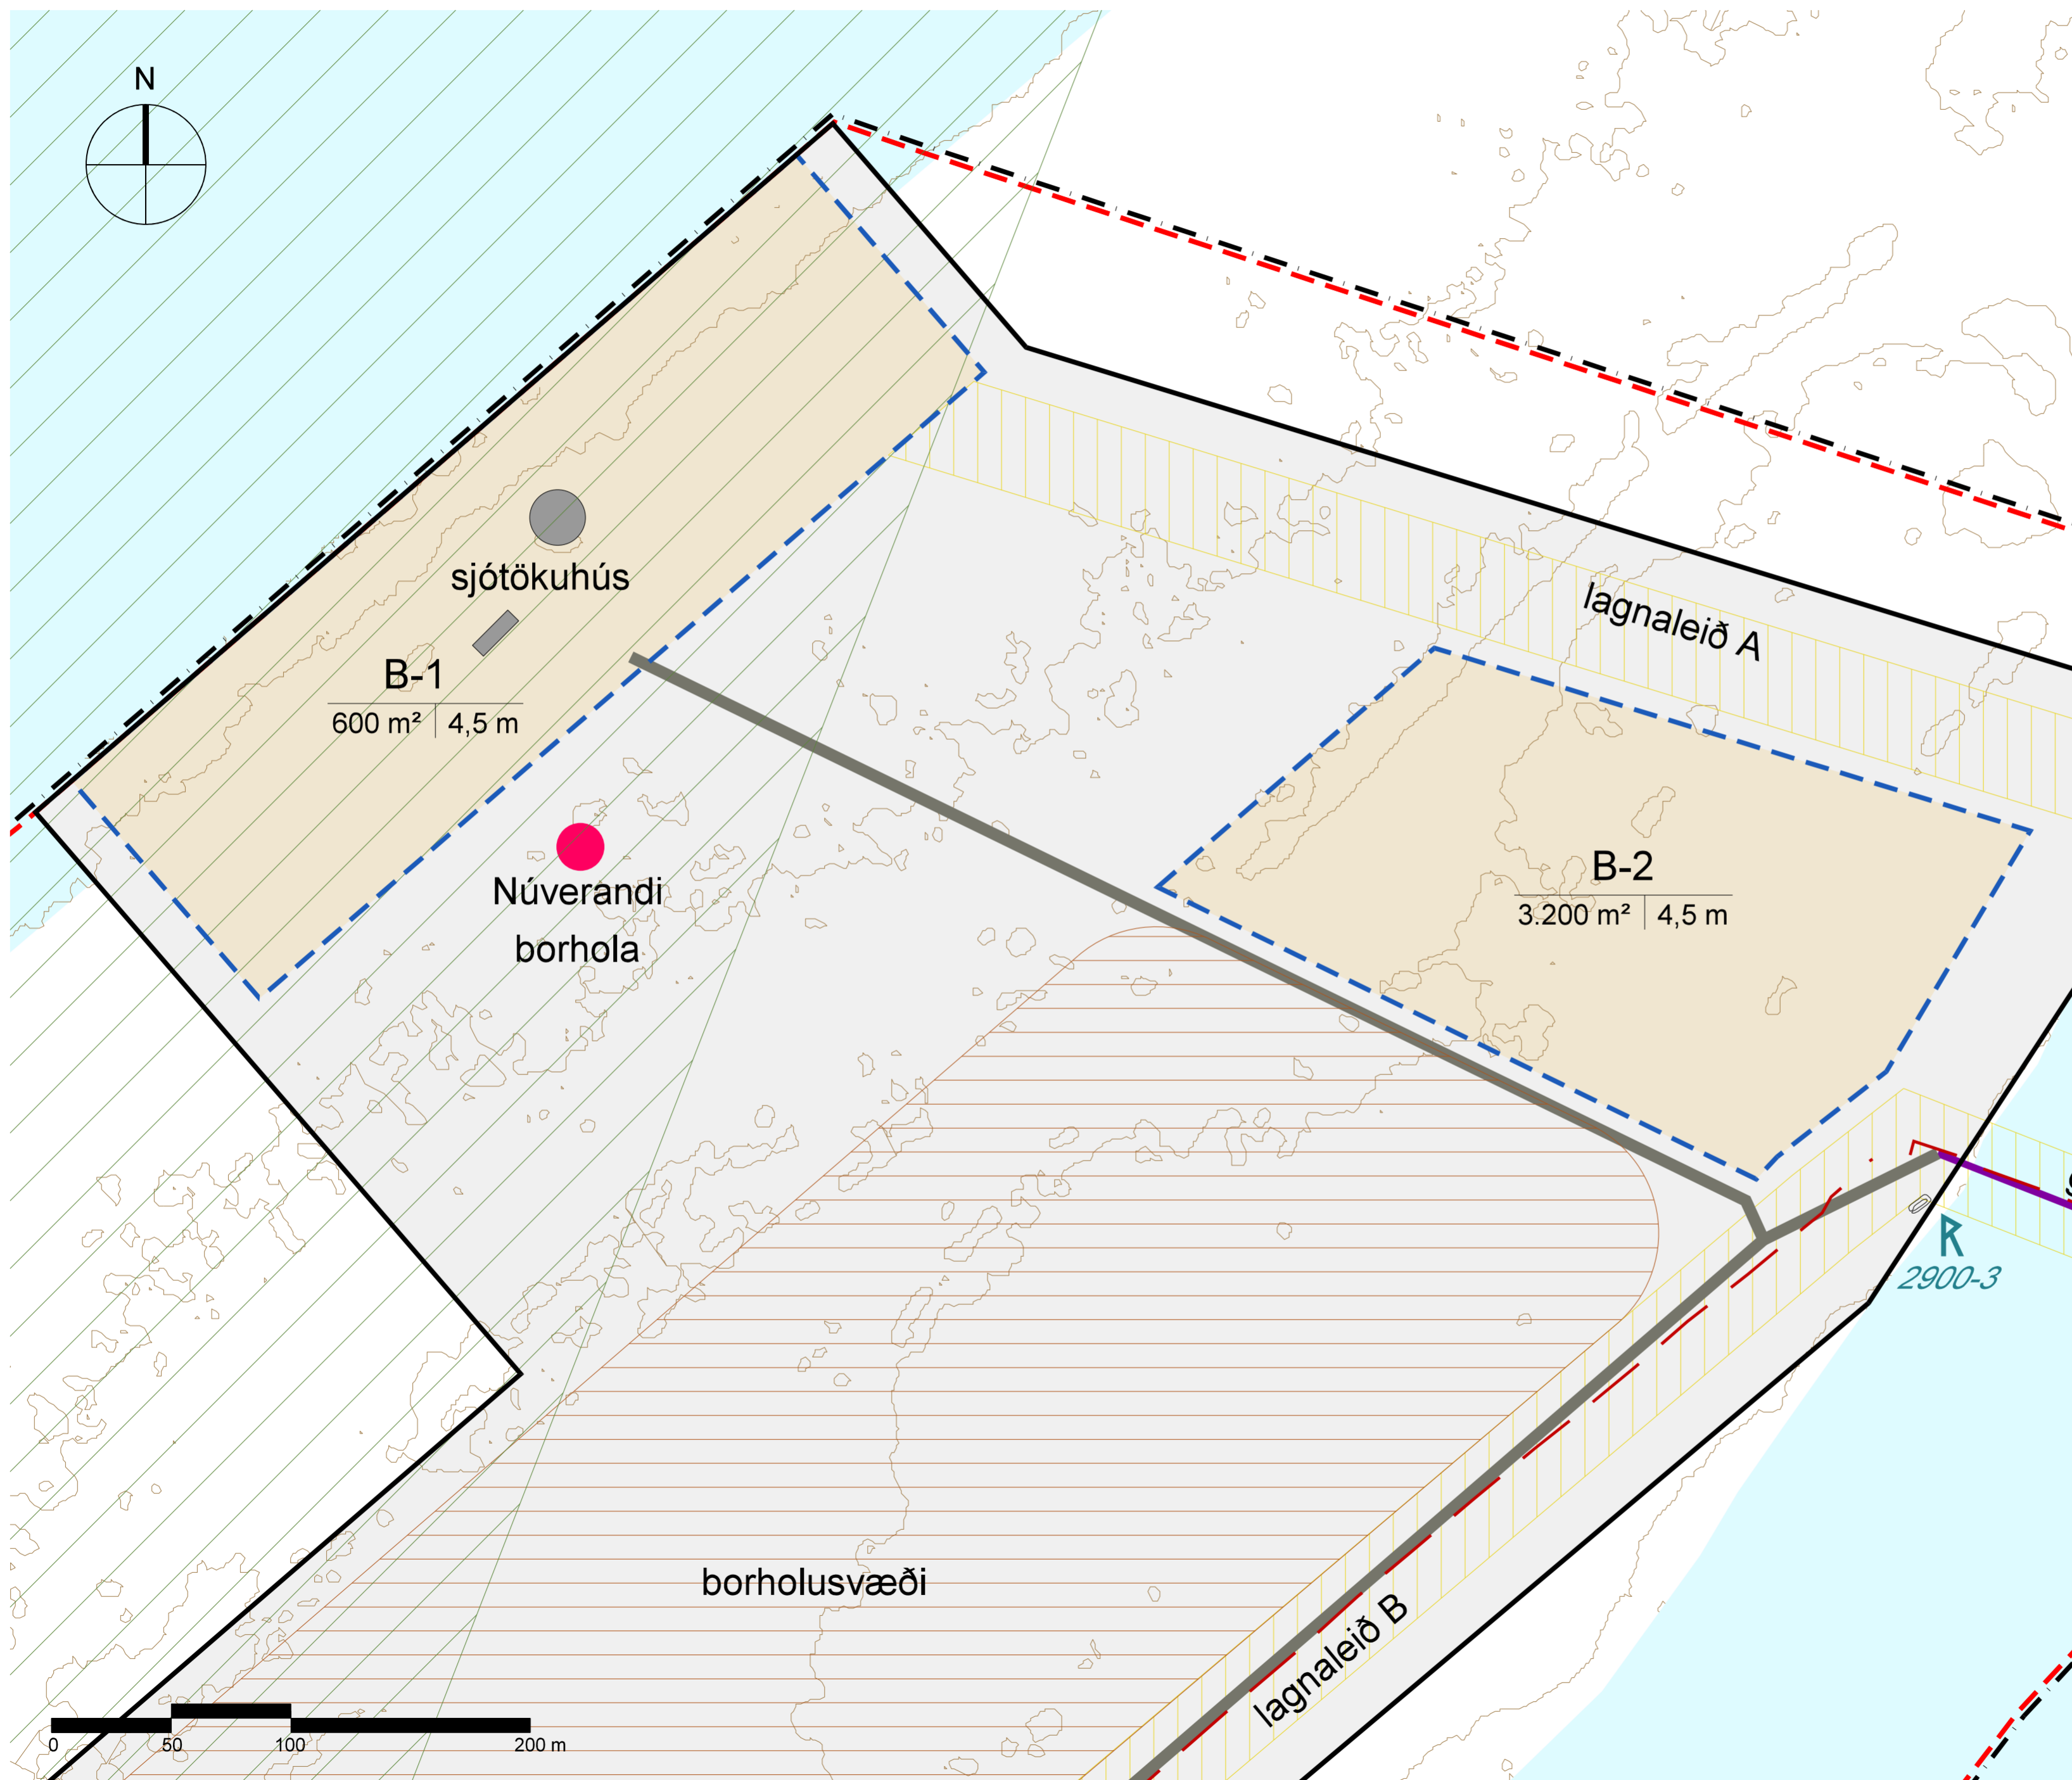 N
sjótökuhús
B-1
600 m² 4,5 m
lagnaleið A
Núverandi
borhola
B-2
3.200 m² 4,5 m
2900-3
borholusvæði
lagnaleið B
0 50 100 200 m